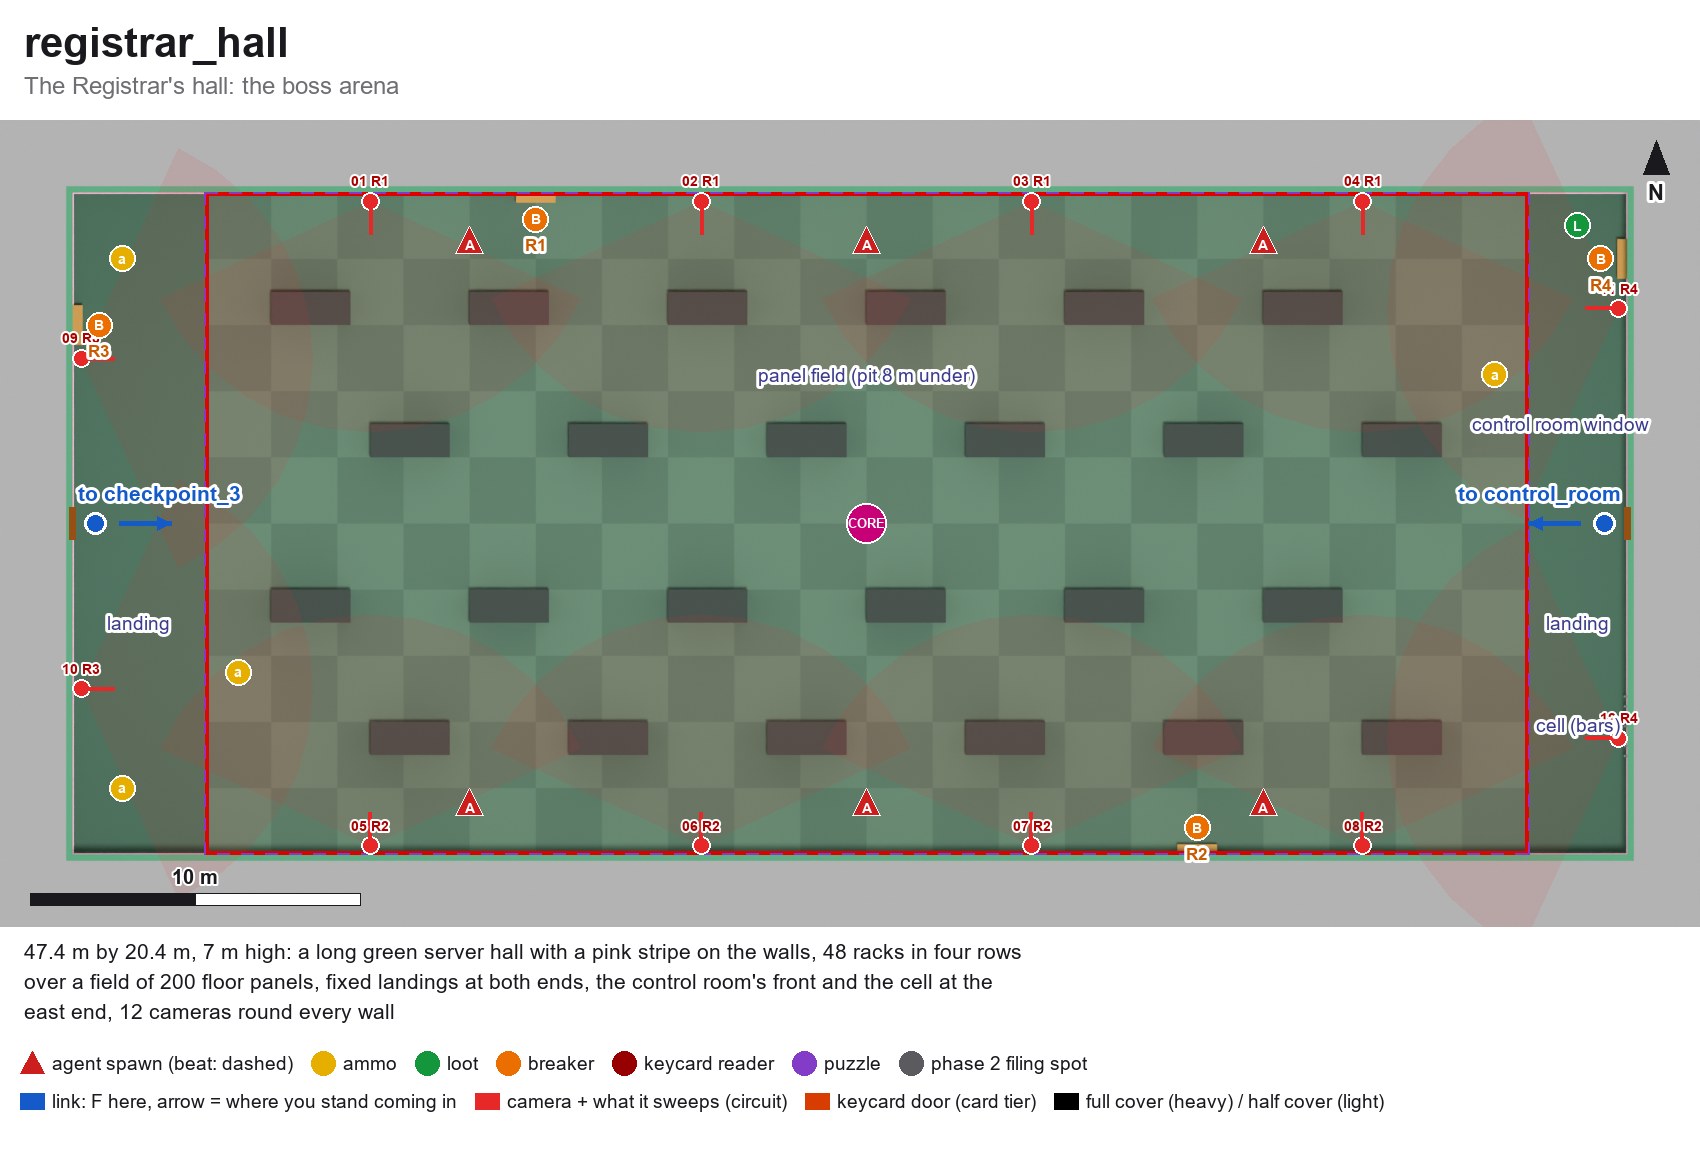 registrar_hall
The Registrar's hall: the boss arena
N
01 R1
02 R1
03 R1
04 R1
A
B
R1
A
A
L
a
B
R4
R4
B
09 R3
R3
panel field (pit 8 m under)
a
control room window
to checkpoint_3
to control_room
CORE
landing
landing
a
10 R3
cell (bars)
12 R4
a
A
A
A
05 R2
06 R2
07 R2
B
08 R2
R2
10 m
47.4 m by 20.4 m, 7 m high: a long green server hall with a pink stripe on the walls, 48 racks in four rows
over a field of 200 floor panels, fixed landings at both ends, the control room's front and the cell at the
east end, 12 cameras round every wall
agent spawn (beat: dashed)
ammo
loot
breaker
keycard reader
puzzle
phase 2 filing spot
link: F here, arrow = where you stand coming in
camera + what it sweeps (circuit)
keycard door (card tier)
full cover (heavy) / half cover (light)